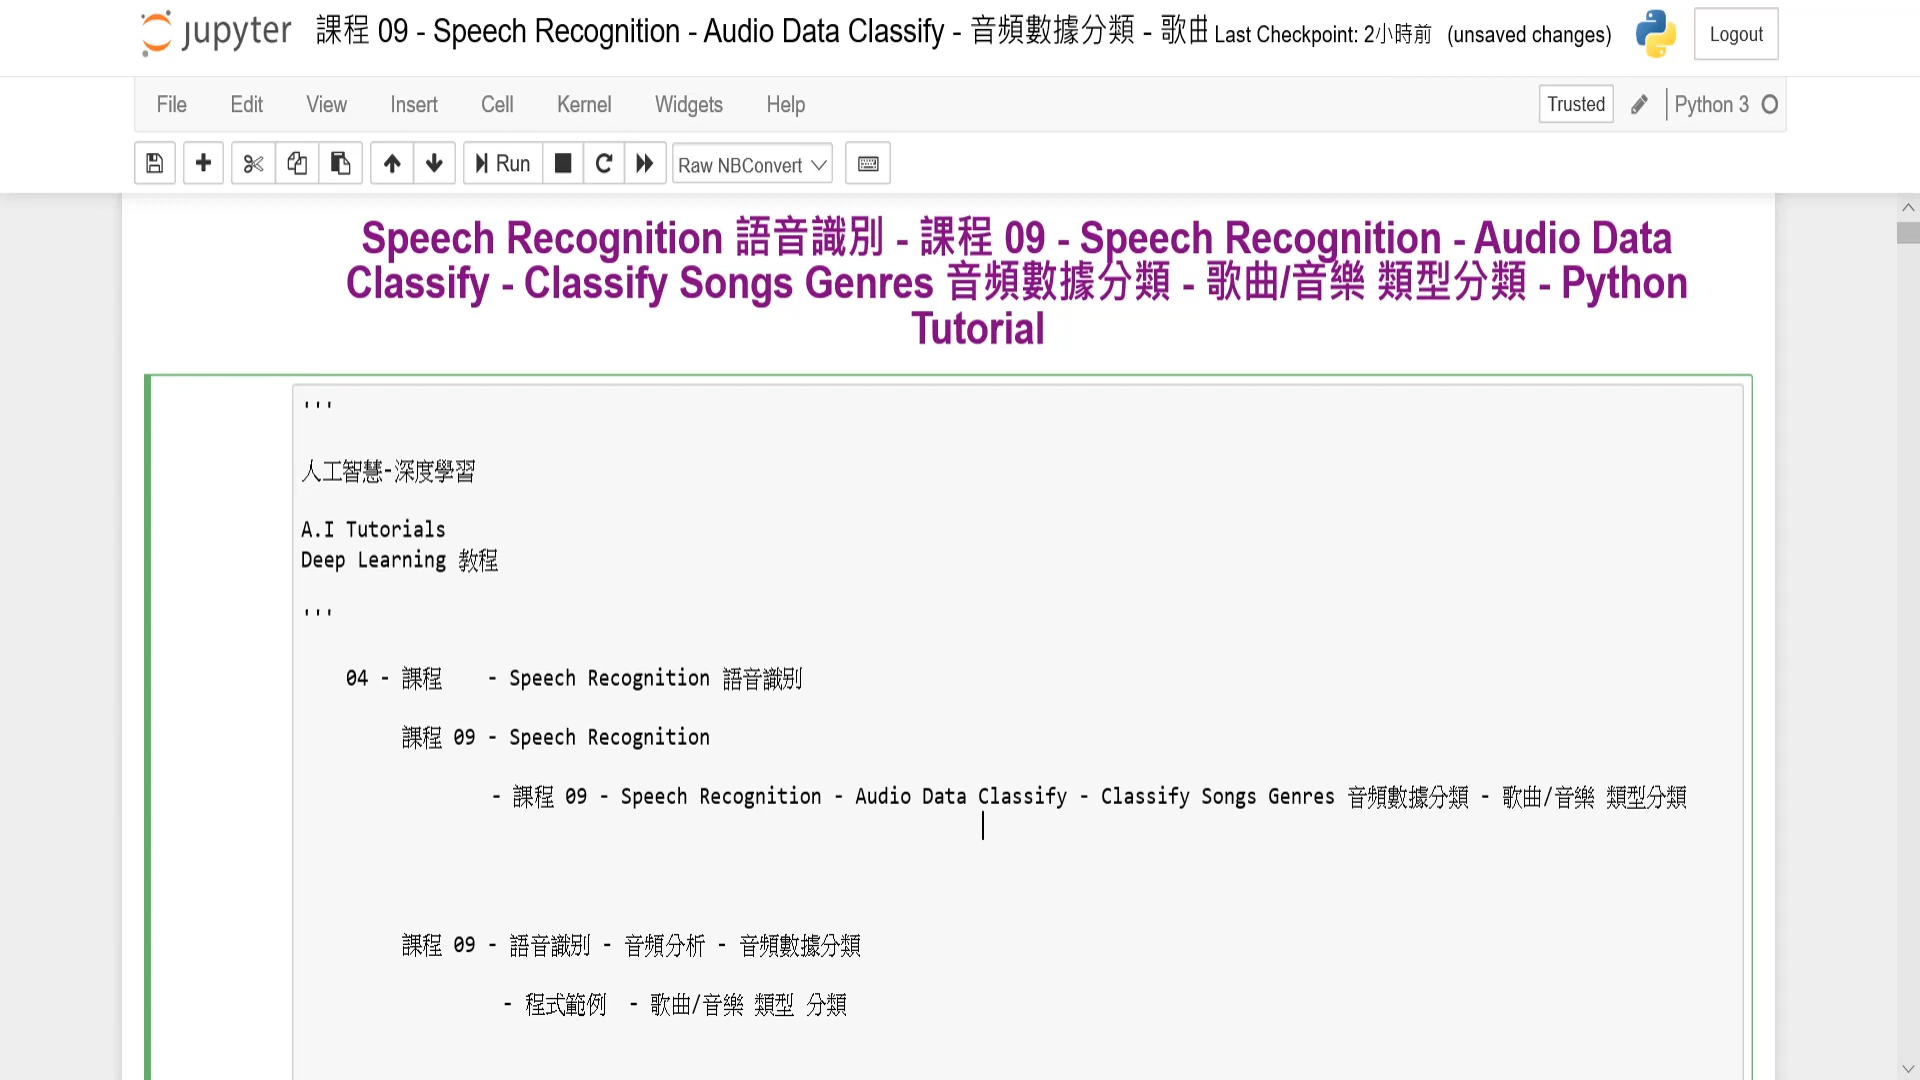 jupyter 課程 09 - Speech Recognition - Audio Data Classify - 音頻數據分類 - 歌曲 Last Checkpoint: 2小時前 (unsaved changes) Logout
File Edit View Insert Cell Kernel Widgets Help Trusted Python 3
Run Raw NBConvert
Speech Recognition 語音識別 - 課程 09 - Speech Recognition - Audio Data
Classify - Classify Songs Genres 音頻數據分類 - 歌曲/音樂 類型分類 - Python
Tutorial
'''
人工智慧-深度學習
A.I Tutorials
Deep Learning 教程
'''
04 - 課程 - Speech Recognition 語音識別
課程 09 - Speech Recognition
- 課程 09 - Speech Recognition - Audio Data Classify - Classify Songs Genres 音頻數據分類 - 歌曲/音樂 類型分類
課程 09 - 語音識別 - 音頻分析 - 音頻數據分類
- 程式範例 - 歌曲/音樂 類型 分類